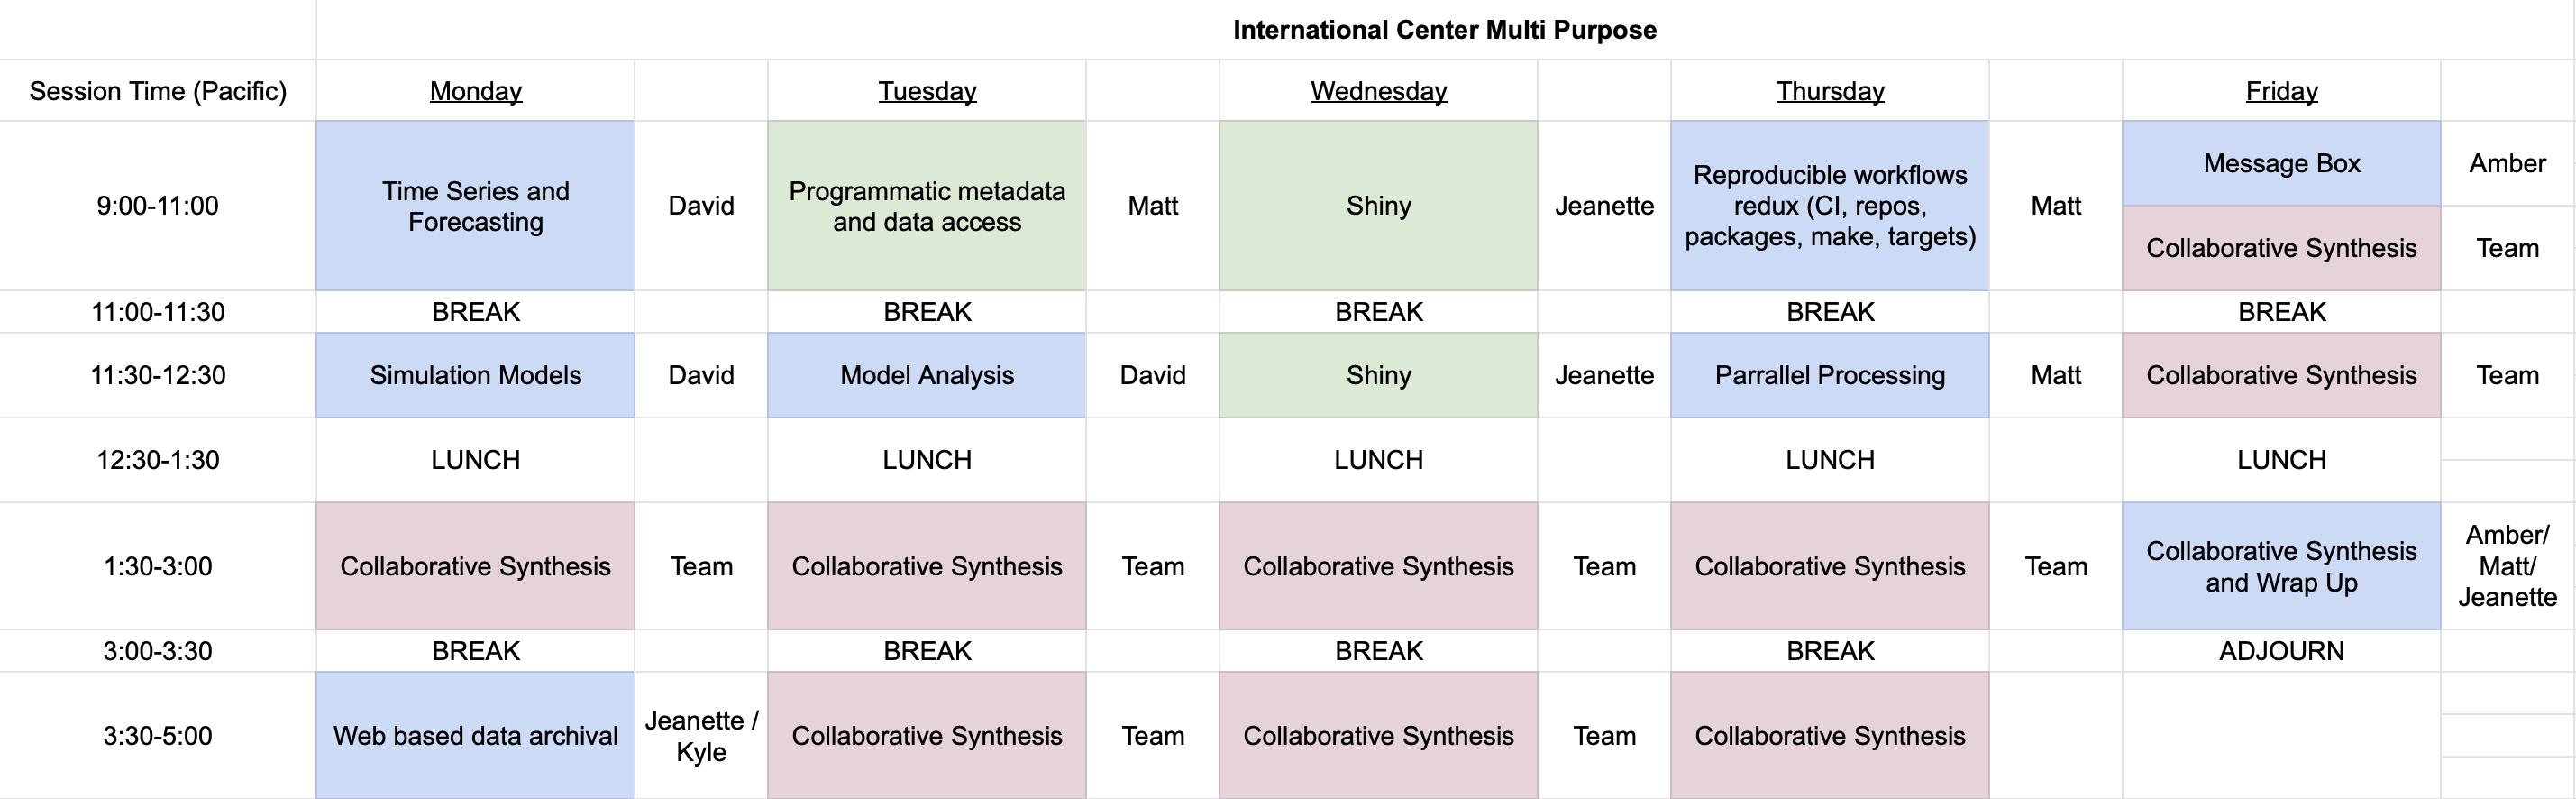 International Center Multi Purpose
Session Time (Pacific) Monday Tuesday Wednesday Thursday Friday
9:00-11:00
Time Series and
Forecasting
David
Programmatic metadata
and data access
Matt
Shiny
Jeanette
Reproducible workflows
redux (CI, repos,
packages, make, targets)
Matt
Message Box
Amber
Collaborative Synthesis
Team
11:00-11:30 BREAK BREAK BREAK BREAK BREAK
11:30-12:30 Simulation Models David Model Analysis David Shiny Jeanette Parrallel Processing Matt Collaborative Synthesis Team
12:30-1:30 LUNCH LUNCH LUNCH LUNCH LUNCH
1:30-3:00 Collaborative Synthesis Team Collaborative Synthesis Team Collaborative Synthesis Team Collaborative Synthesis Team
Collaborative Synthesis
and Wrap Up
Amber/
Matt/
Jeanette
3:00-3:30 BREAK BREAK BREAK BREAK ADJOURN
3:30-5:00 Web based data archival
Jeanette /
Kyle
Collaborative Synthesis Team Collaborative Synthesis Team Collaborative Synthesis